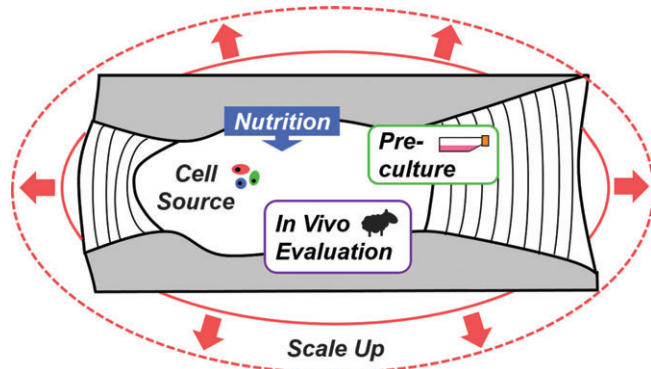 Nutrition
Pre-
culture
Cell
Source
In Vivo
Evaluation
Scale Up